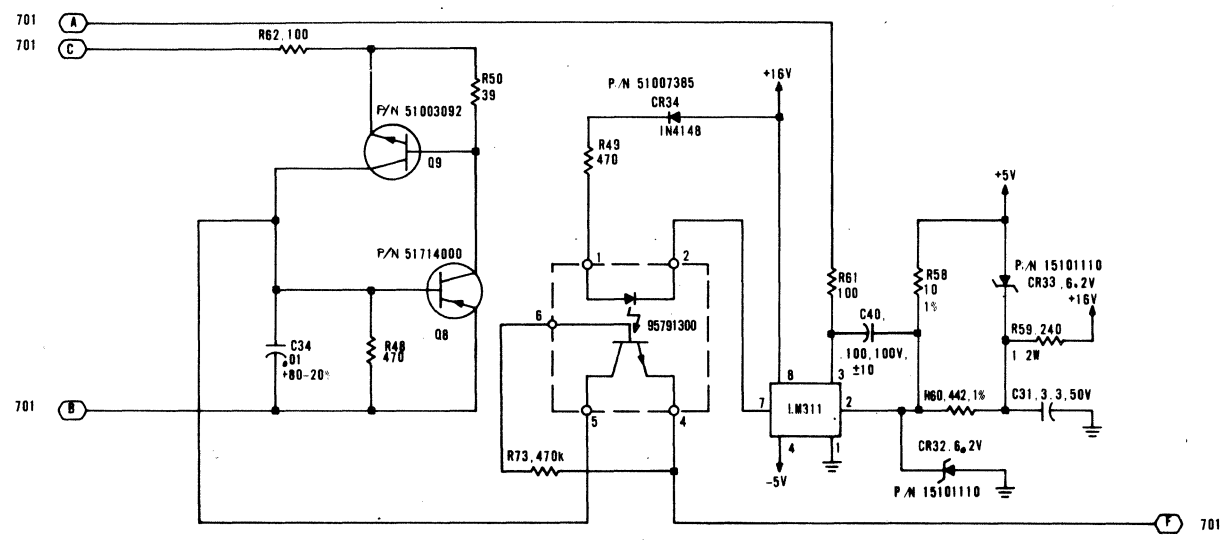 701 A
701 C
R62,100
R50
39
P/N 51003092
Q9
P/N 51714000
Q8
C34
.01
+80-20%
R48
470
701 B
P/N 51007385
CR34
IN4148
+16V
R49
470
1
2
6
95791300
5
4
R73,470k
R61
100
C40,
.100,100V,
±10
8
3
7
LM311
2
4
1
-5V
+5V
R58
10
1%
P/N 15101110
CR33,6.2V
+16V
R59,240
1 2W
R60,442,1%
C31,3.3,50V
CR32,6.2V
P/N 15101110
F 701